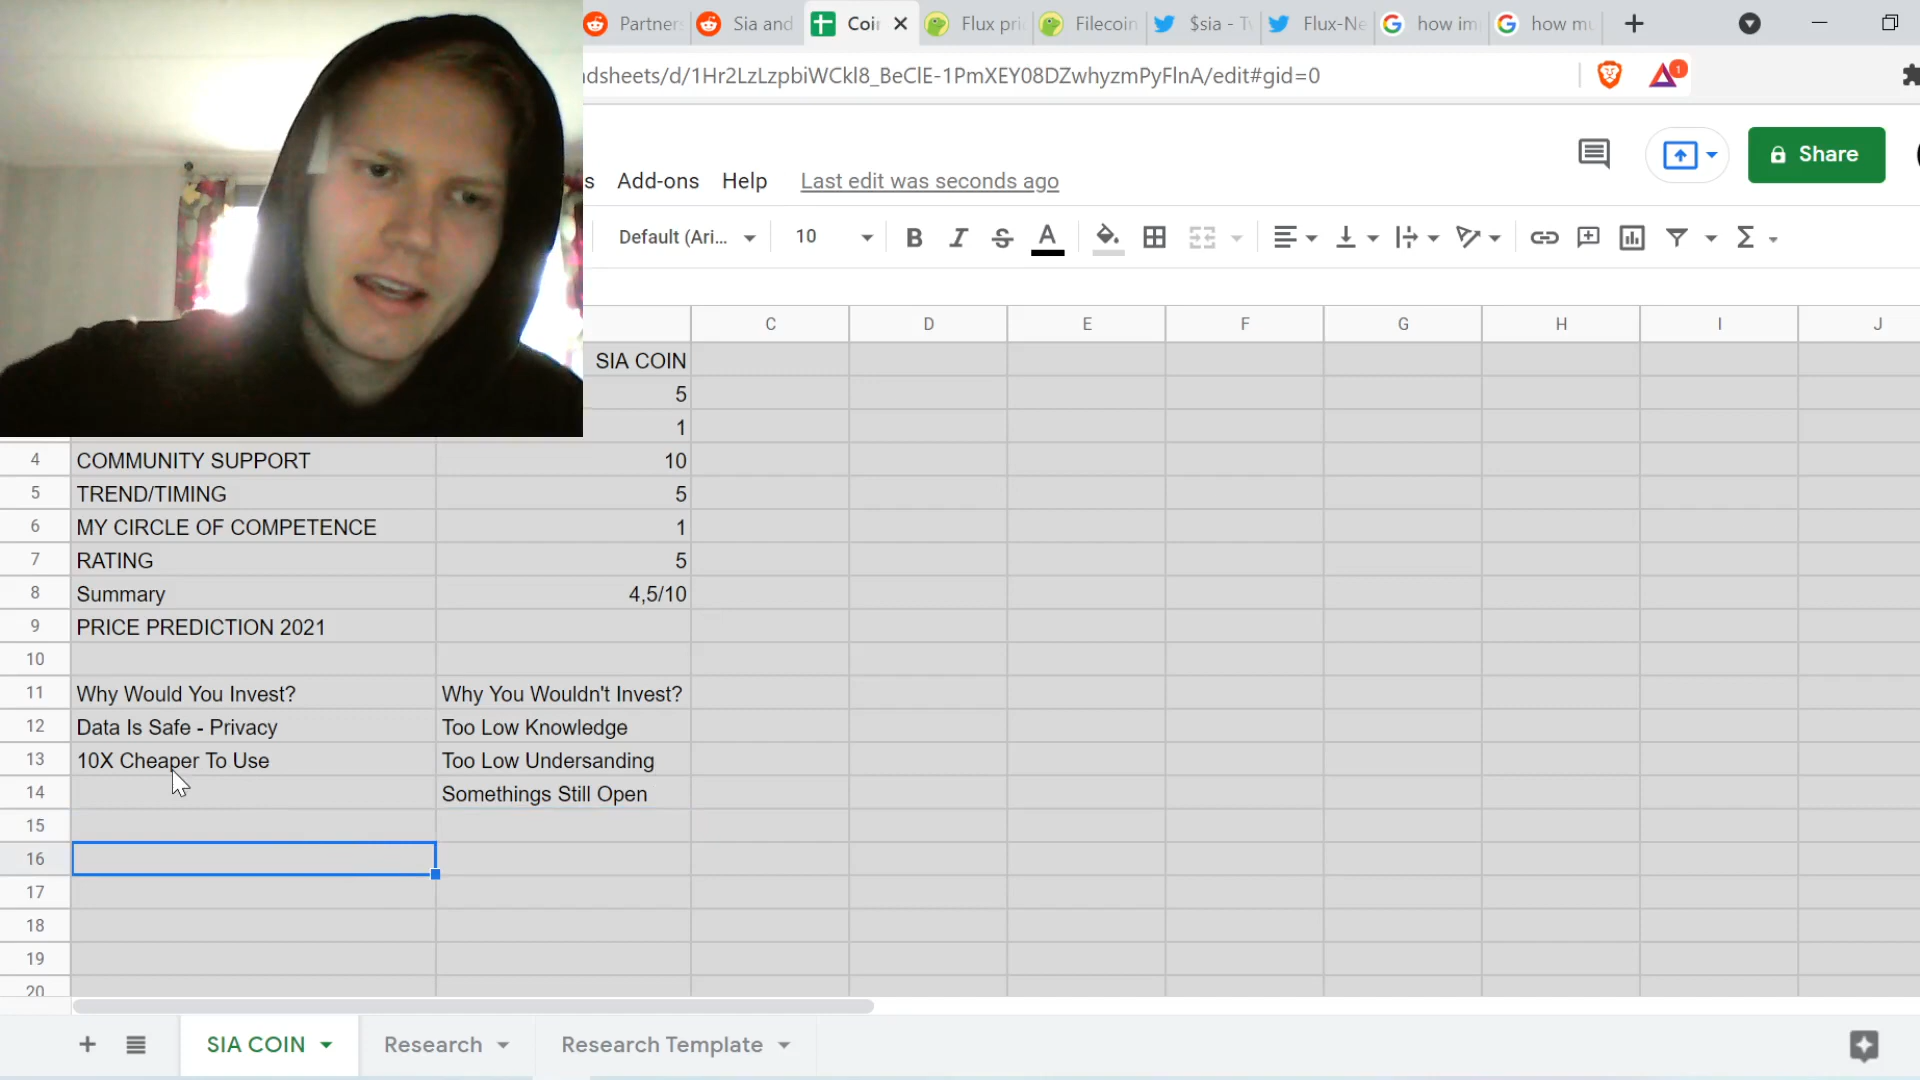 Partner
Sia and
Coi
Flux pri
Filecoin
$sia - Tw
Flux-Ne
how im
how mu
dsheets/d/1Hr2LzLzpbiWCkl8_BeClE-1PmXEY08DZwhyzmPyFlnA/edit#gid=0
1
Share
s Add-ons Help Last edit was seconds ago
Default (Ari... 10 B I S A
C D E F G H I J
SIA COIN
5
1
4 COMMUNITY SUPPORT 10
5 TREND/TIMING 5
6 MY CIRCLE OF COMPETENCE 1
7 RATING 5
8 Summary 4,5/10
9 PRICE PREDICTION 2021
10
11 Why Would You Invest? Why You Wouldn't Invest?
12 Data Is Safe - Privacy Too Low Knowledge
13 10X Cheaper To Use Too Low Undersanding
14 Somethings Still Open
15
16
17
18
19
20
SIA COIN Research Research Template